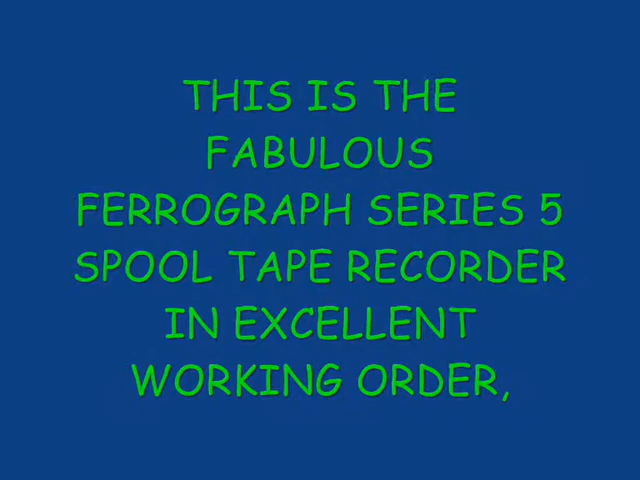 THIS IS THE
FABULOUS
FERROGRAPH SERIES 5
SPOOL TAPE RECORDER
IN EXCELLENT
WORKING ORDER,